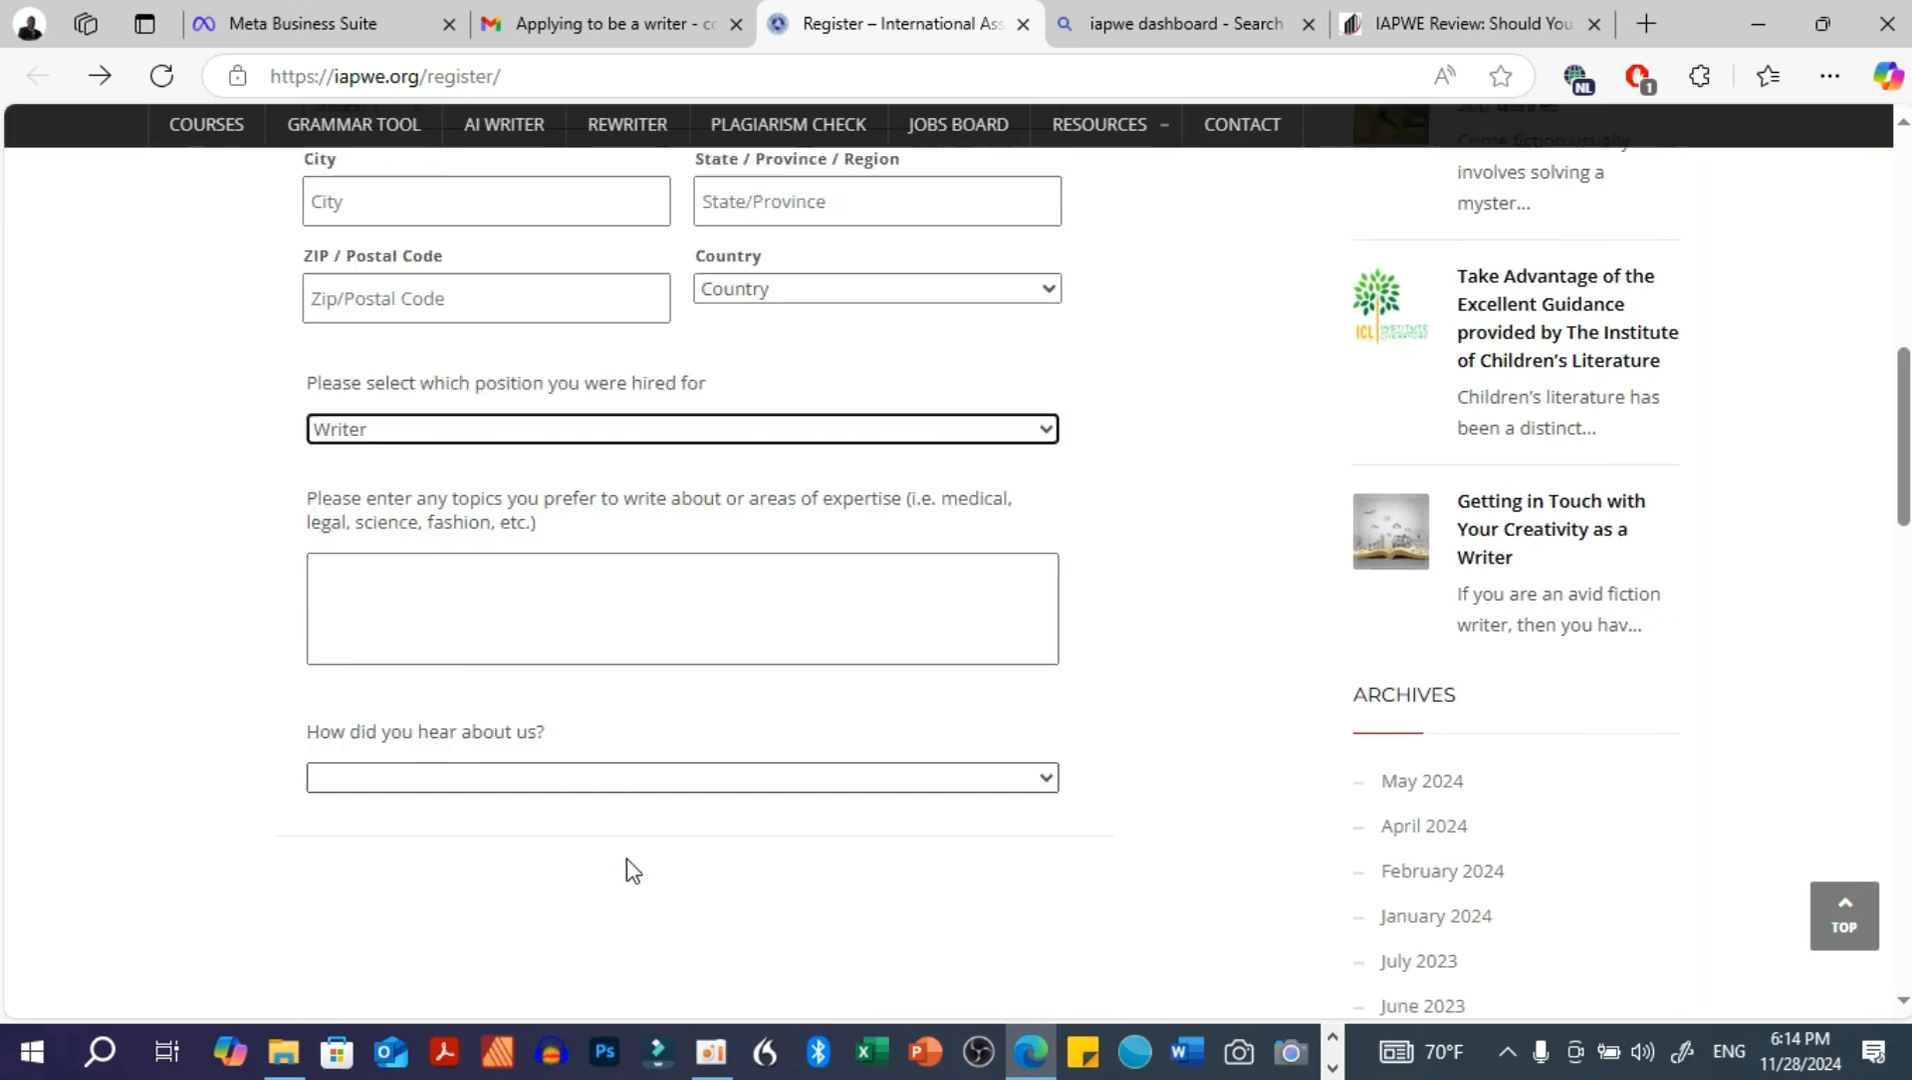 Meta Business Suite
Applying to be a writer - cc
Register – International Ass
iapwe dashboard - Search
IAPWE Review: Should You
https://iapwe.org/register/
NL
1
COURSES
GRAMMAR TOOL
AI WRITER
REWRITER
PLAGIARISM CHECK
JOBS BOARD
RESOURCES –
CONTACT
City
State / Province / Region
City
State/Province
ZIP / Postal Code
Country
Zip/Postal Code
Country
Please select which position you were hired for
Writer
Please enter any topics you prefer to write about or areas of expertise (i.e. medical,
legal, science, fashion, etc.)
How did you hear about us?
Crime fiction usually
involves solving a
myster...
Take Advantage of the
Excellent Guidance
provided by The Institute
of Children's Literature
Children's literature has
been a distinct...
Getting in Touch with
Your Creativity as a
Writer
If you are an avid fiction
writer, then you hav...
ARCHIVES
– May 2024
– April 2024
– February 2024
– January 2024
– July 2023
– June 2023
TOP
70°F
ENG
6:14 PM
11/28/2024